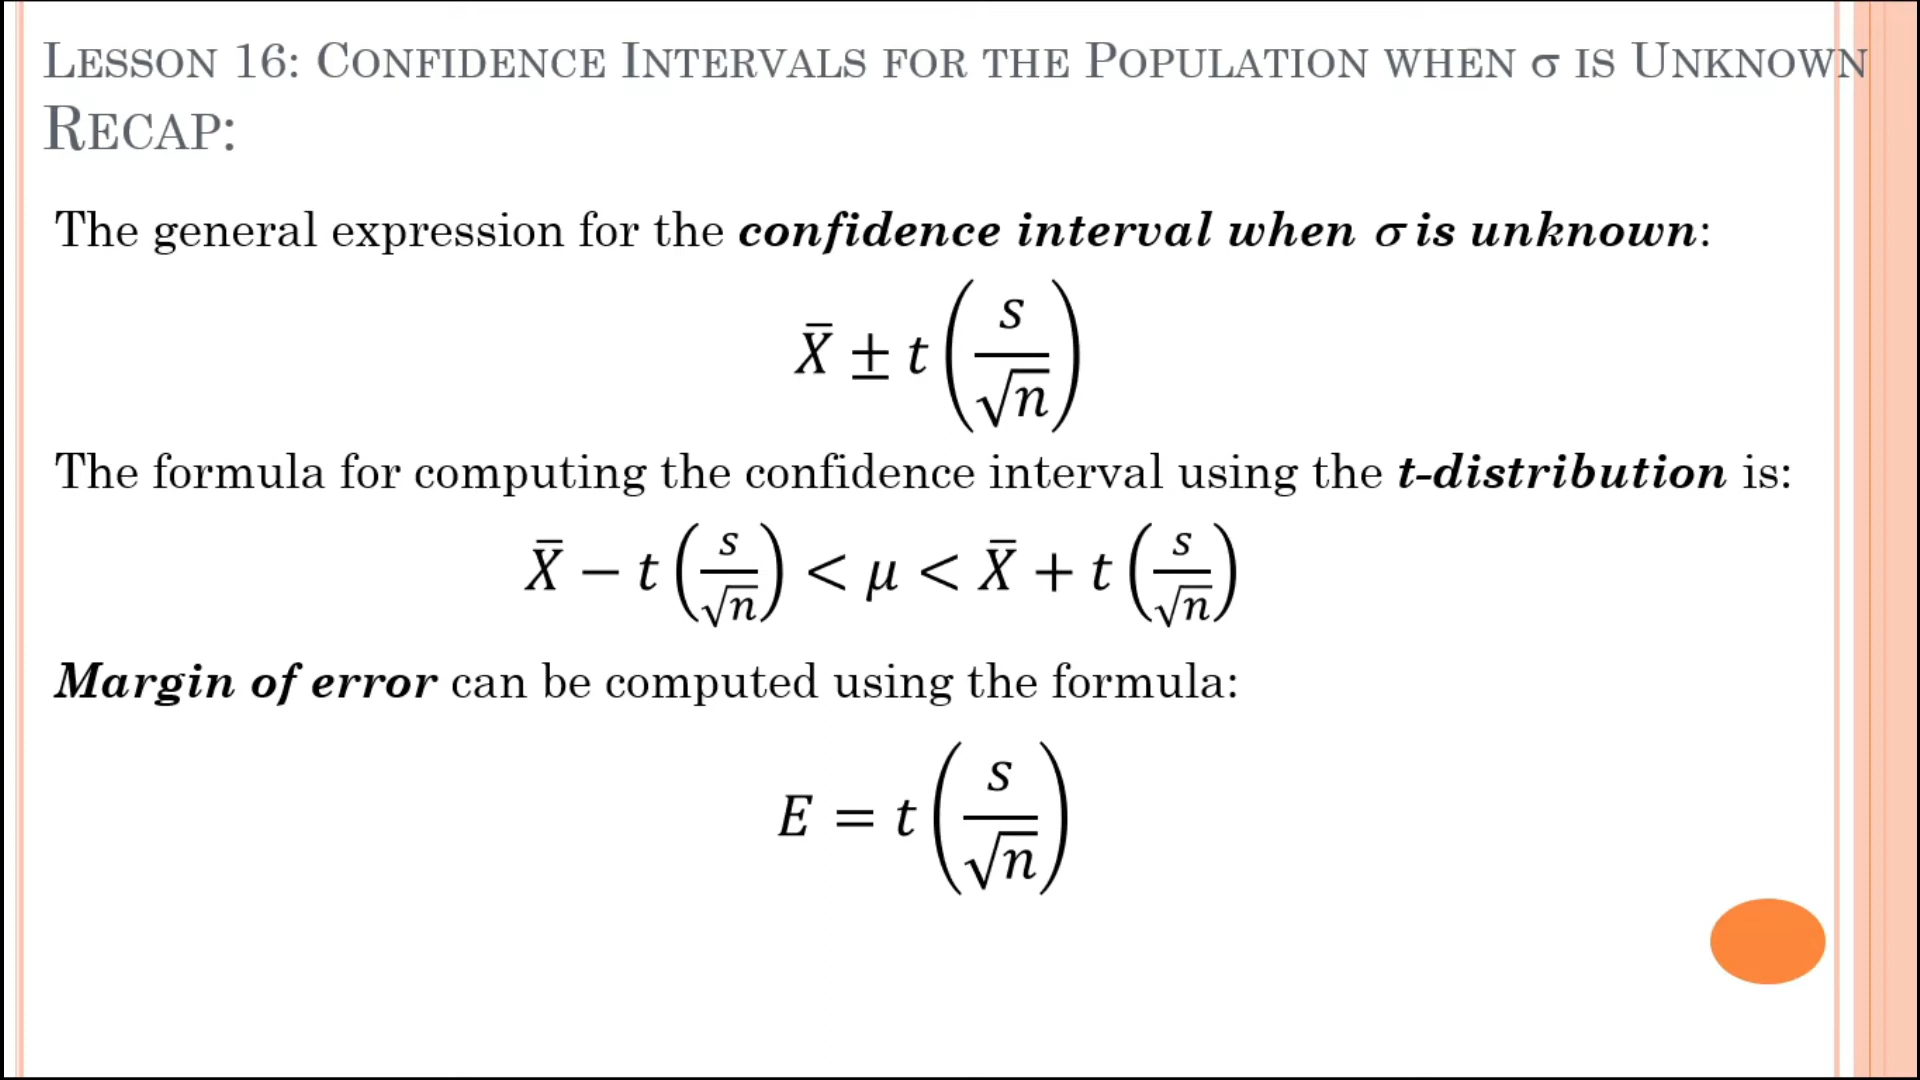 LESSON 16: CONFIDENCE INTERVALS FOR THE POPULATION WHEN σ IS UNKNOWN
RECAP:
The general expression for the confidence interval when σ is unknown:
X̄ ± t(s/√n)
The formula for computing the confidence interval using the t-distribution is:
X̄ − t(s/√n) < μ < X̄ + t(s/√n)
Margin of error can be computed using the formula:
E = t(s/√n)